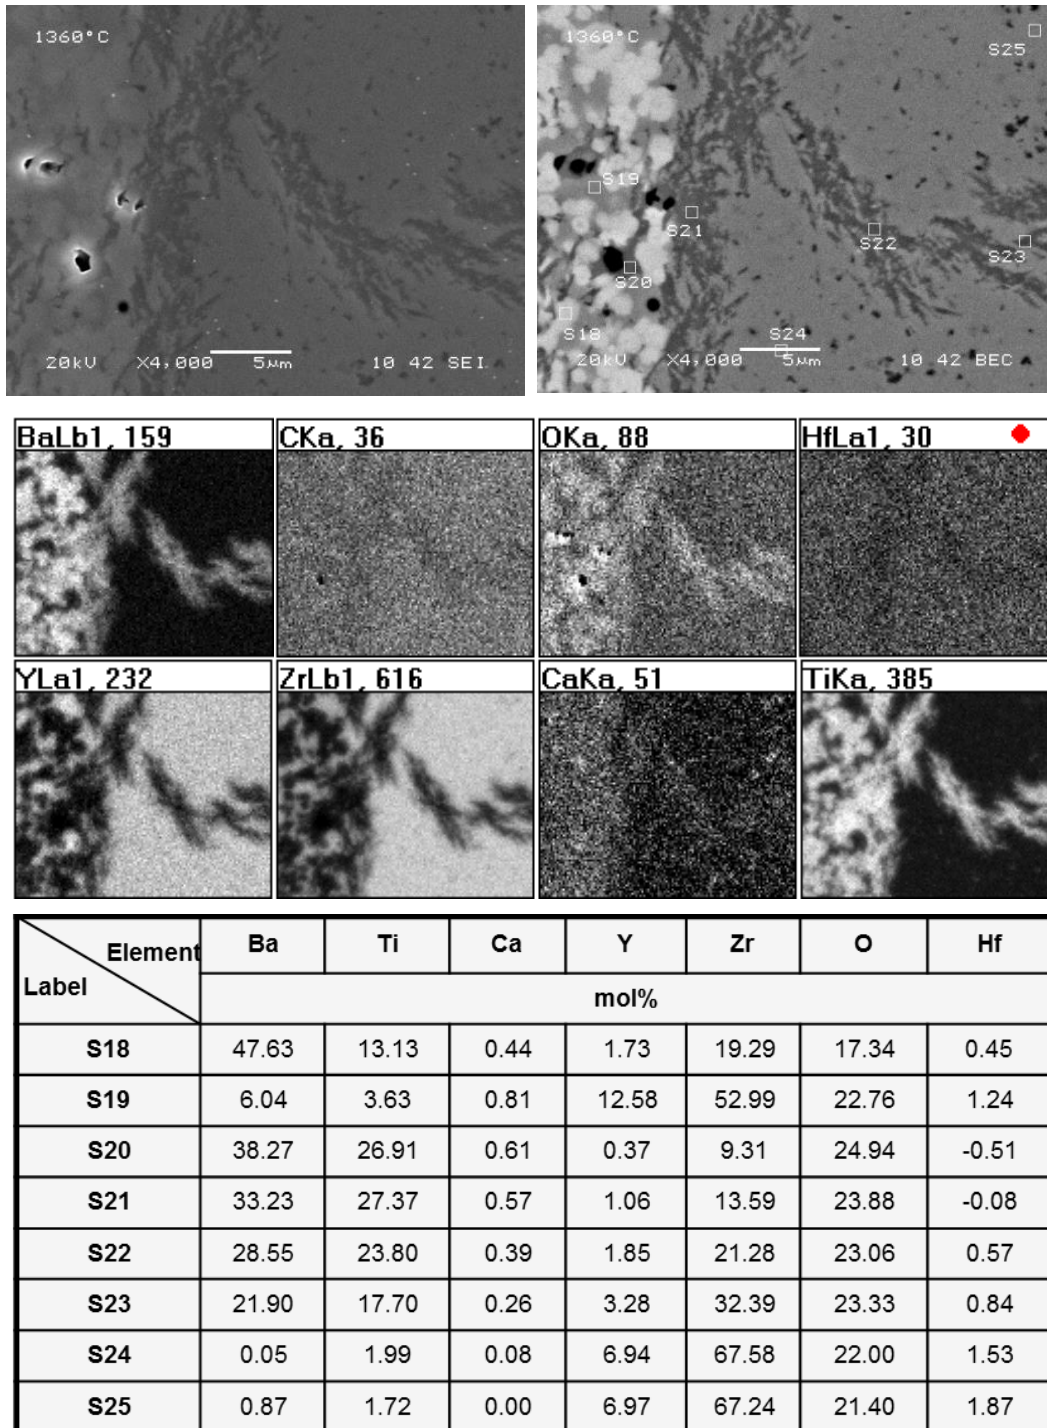 1360°C
20kV X4,000 5μm 10 42 SEI
1360°C
S25
S19
S21
S22
S23
S20
S18
S24
20kV X4,000 5μm 10 42 BEC
BaLb1, 159 CKa, 36 OKa, 88 HfLa1, 30
YLa1, 232 ZrLb1, 616 CaKa, 51 TiKa, 385
Element Label Ba Ti Ca Y Zr O Hf
mol%
S18 47.63 13.13 0.44 1.73 19.29 17.34 0.45
S19 6.04 3.63 0.81 12.58 52.99 22.76 1.24
S20 38.27 26.91 0.61 0.37 9.31 24.94 -0.51
S21 33.23 27.37 0.57 1.06 13.59 23.88 -0.08
S22 28.55 23.80 0.39 1.85 21.28 23.06 0.57
S23 21.90 17.70 0.26 3.28 32.39 23.33 0.84
S24 0.05 1.99 0.08 6.94 67.58 22.00 1.53
S25 0.87 1.72 0.00 6.97 67.24 21.40 1.87